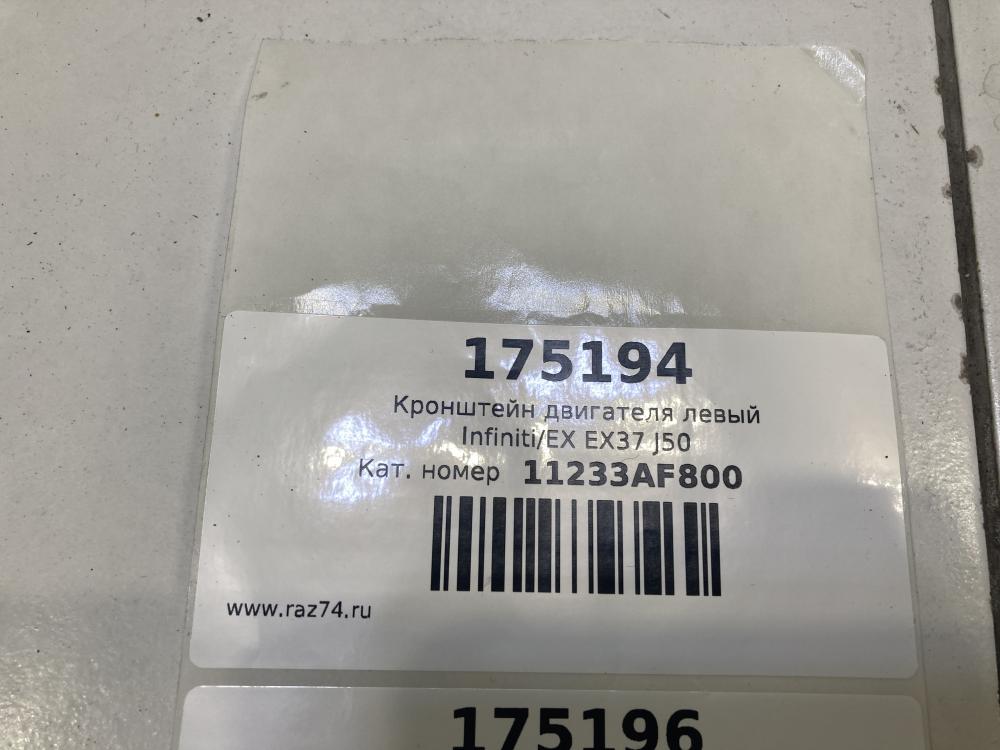 175194
Кронштейн двигателя левый
Infiniti/EX EX37 J50
Кат. номер 11233AF800
www.raz74.ru
175196